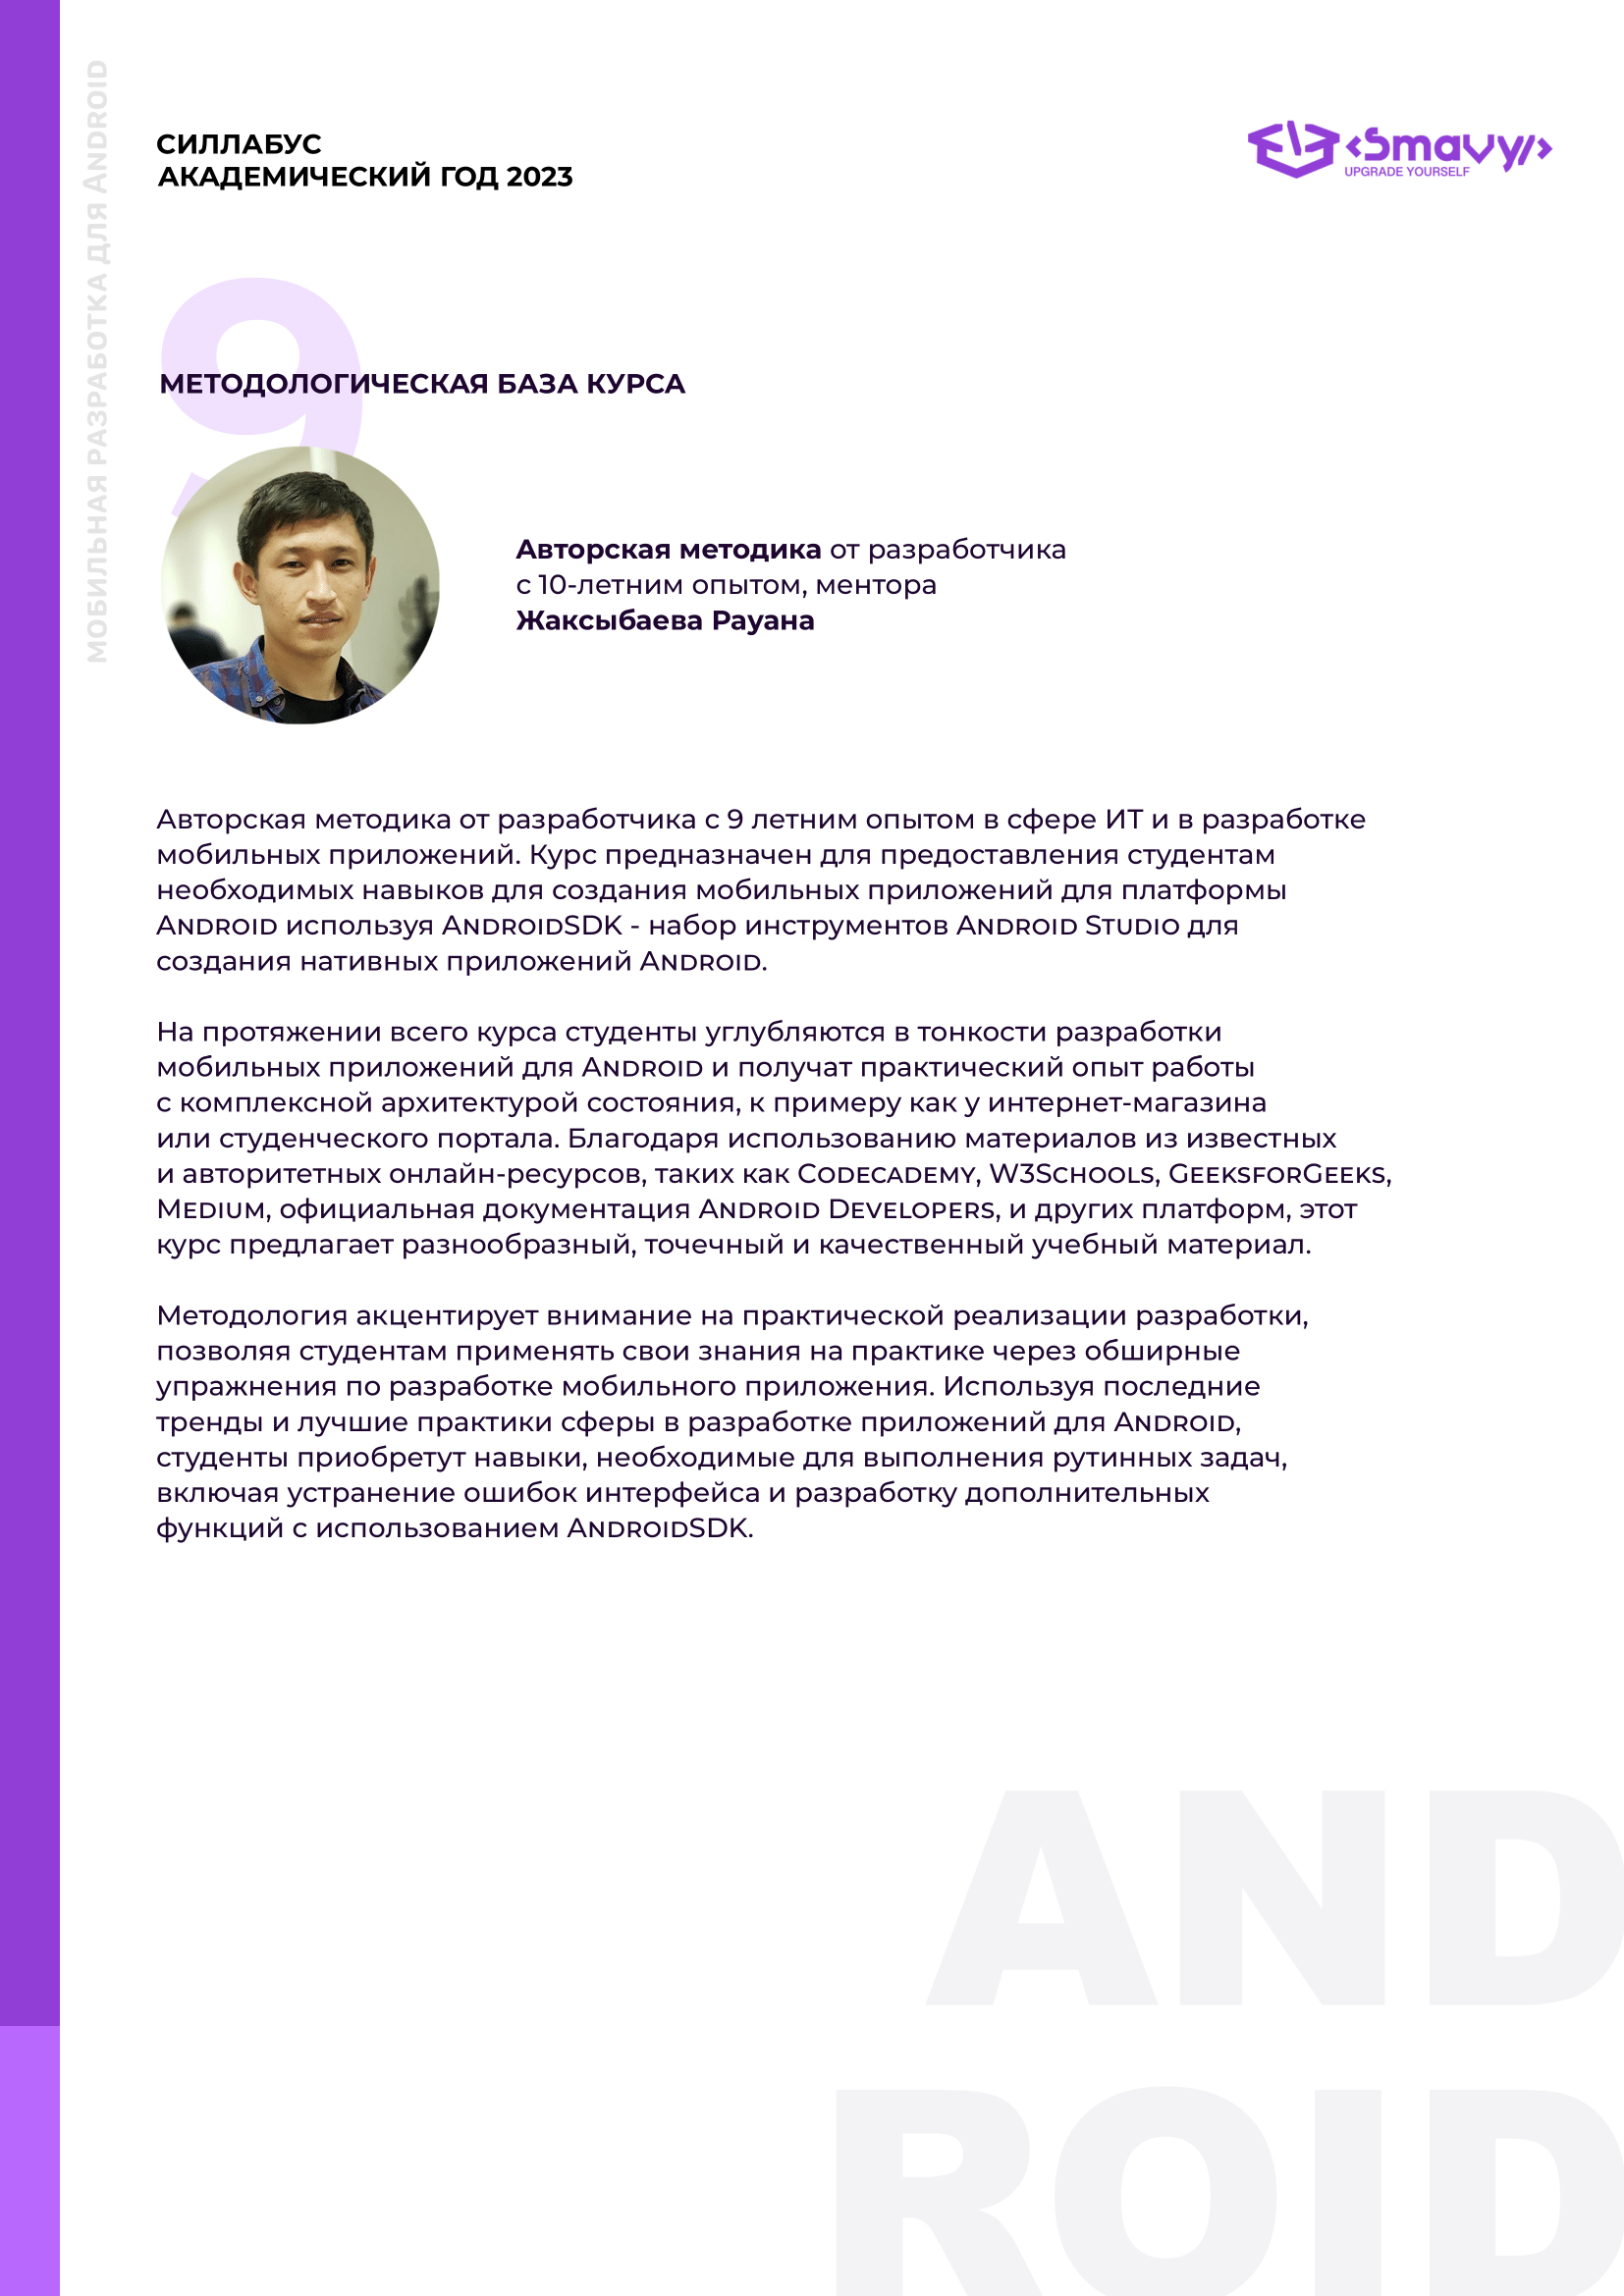 МОБИЛЬНАЯ РАЗРАБОТКА ДЛЯ ANDROID
СИЛЛАБУС
АКАДЕМИЧЕСКИЙ ГОД 2023
<Smavy/>
UPGRADE YOURSELF
9
МЕТОДОЛОГИЧЕСКАЯ БАЗА КУРСА
Авторская методика от разработчика
с 10-летним опытом, ментора
Жаксыбаева Рауана
Авторская методика от разработчика с 9 летним опытом в сфере ИТ и в разработке
мобильных приложений. Курс предназначен для предоставления студентам
необходимых навыков для создания мобильных приложений для платформы
Android используя AndroidSDK - набор инструментов Android Studio для
создания нативных приложений Android.
На протяжении всего курса студенты углубляются в тонкости разработки
мобильных приложений для Android и получат практический опыт работы
с комплексной архитектурой состояния, к примеру как у интернет-магазина
или студенческого портала. Благодаря использованию материалов из известных
и авторитетных онлайн-ресурсов, таких как Codecademy, W3Schools, GeeksforGeeks,
Medium, официальная документация Android Developers, и других платформ, этот
курс предлагает разнообразный, точечный и качественный учебный материал.
Методология акцентирует внимание на практической реализации разработки,
позволяя студентам применять свои знания на практике через обширные
упражнения по разработке мобильного приложения. Используя последние
тренды и лучшие практики сферы в разработке приложений для Android,
студенты приобретут навыки, необходимые для выполнения рутинных задач,
включая устранение ошибок интерфейса и разработку дополнительных
функций с использованием AndroidSDK.
AND
ROID